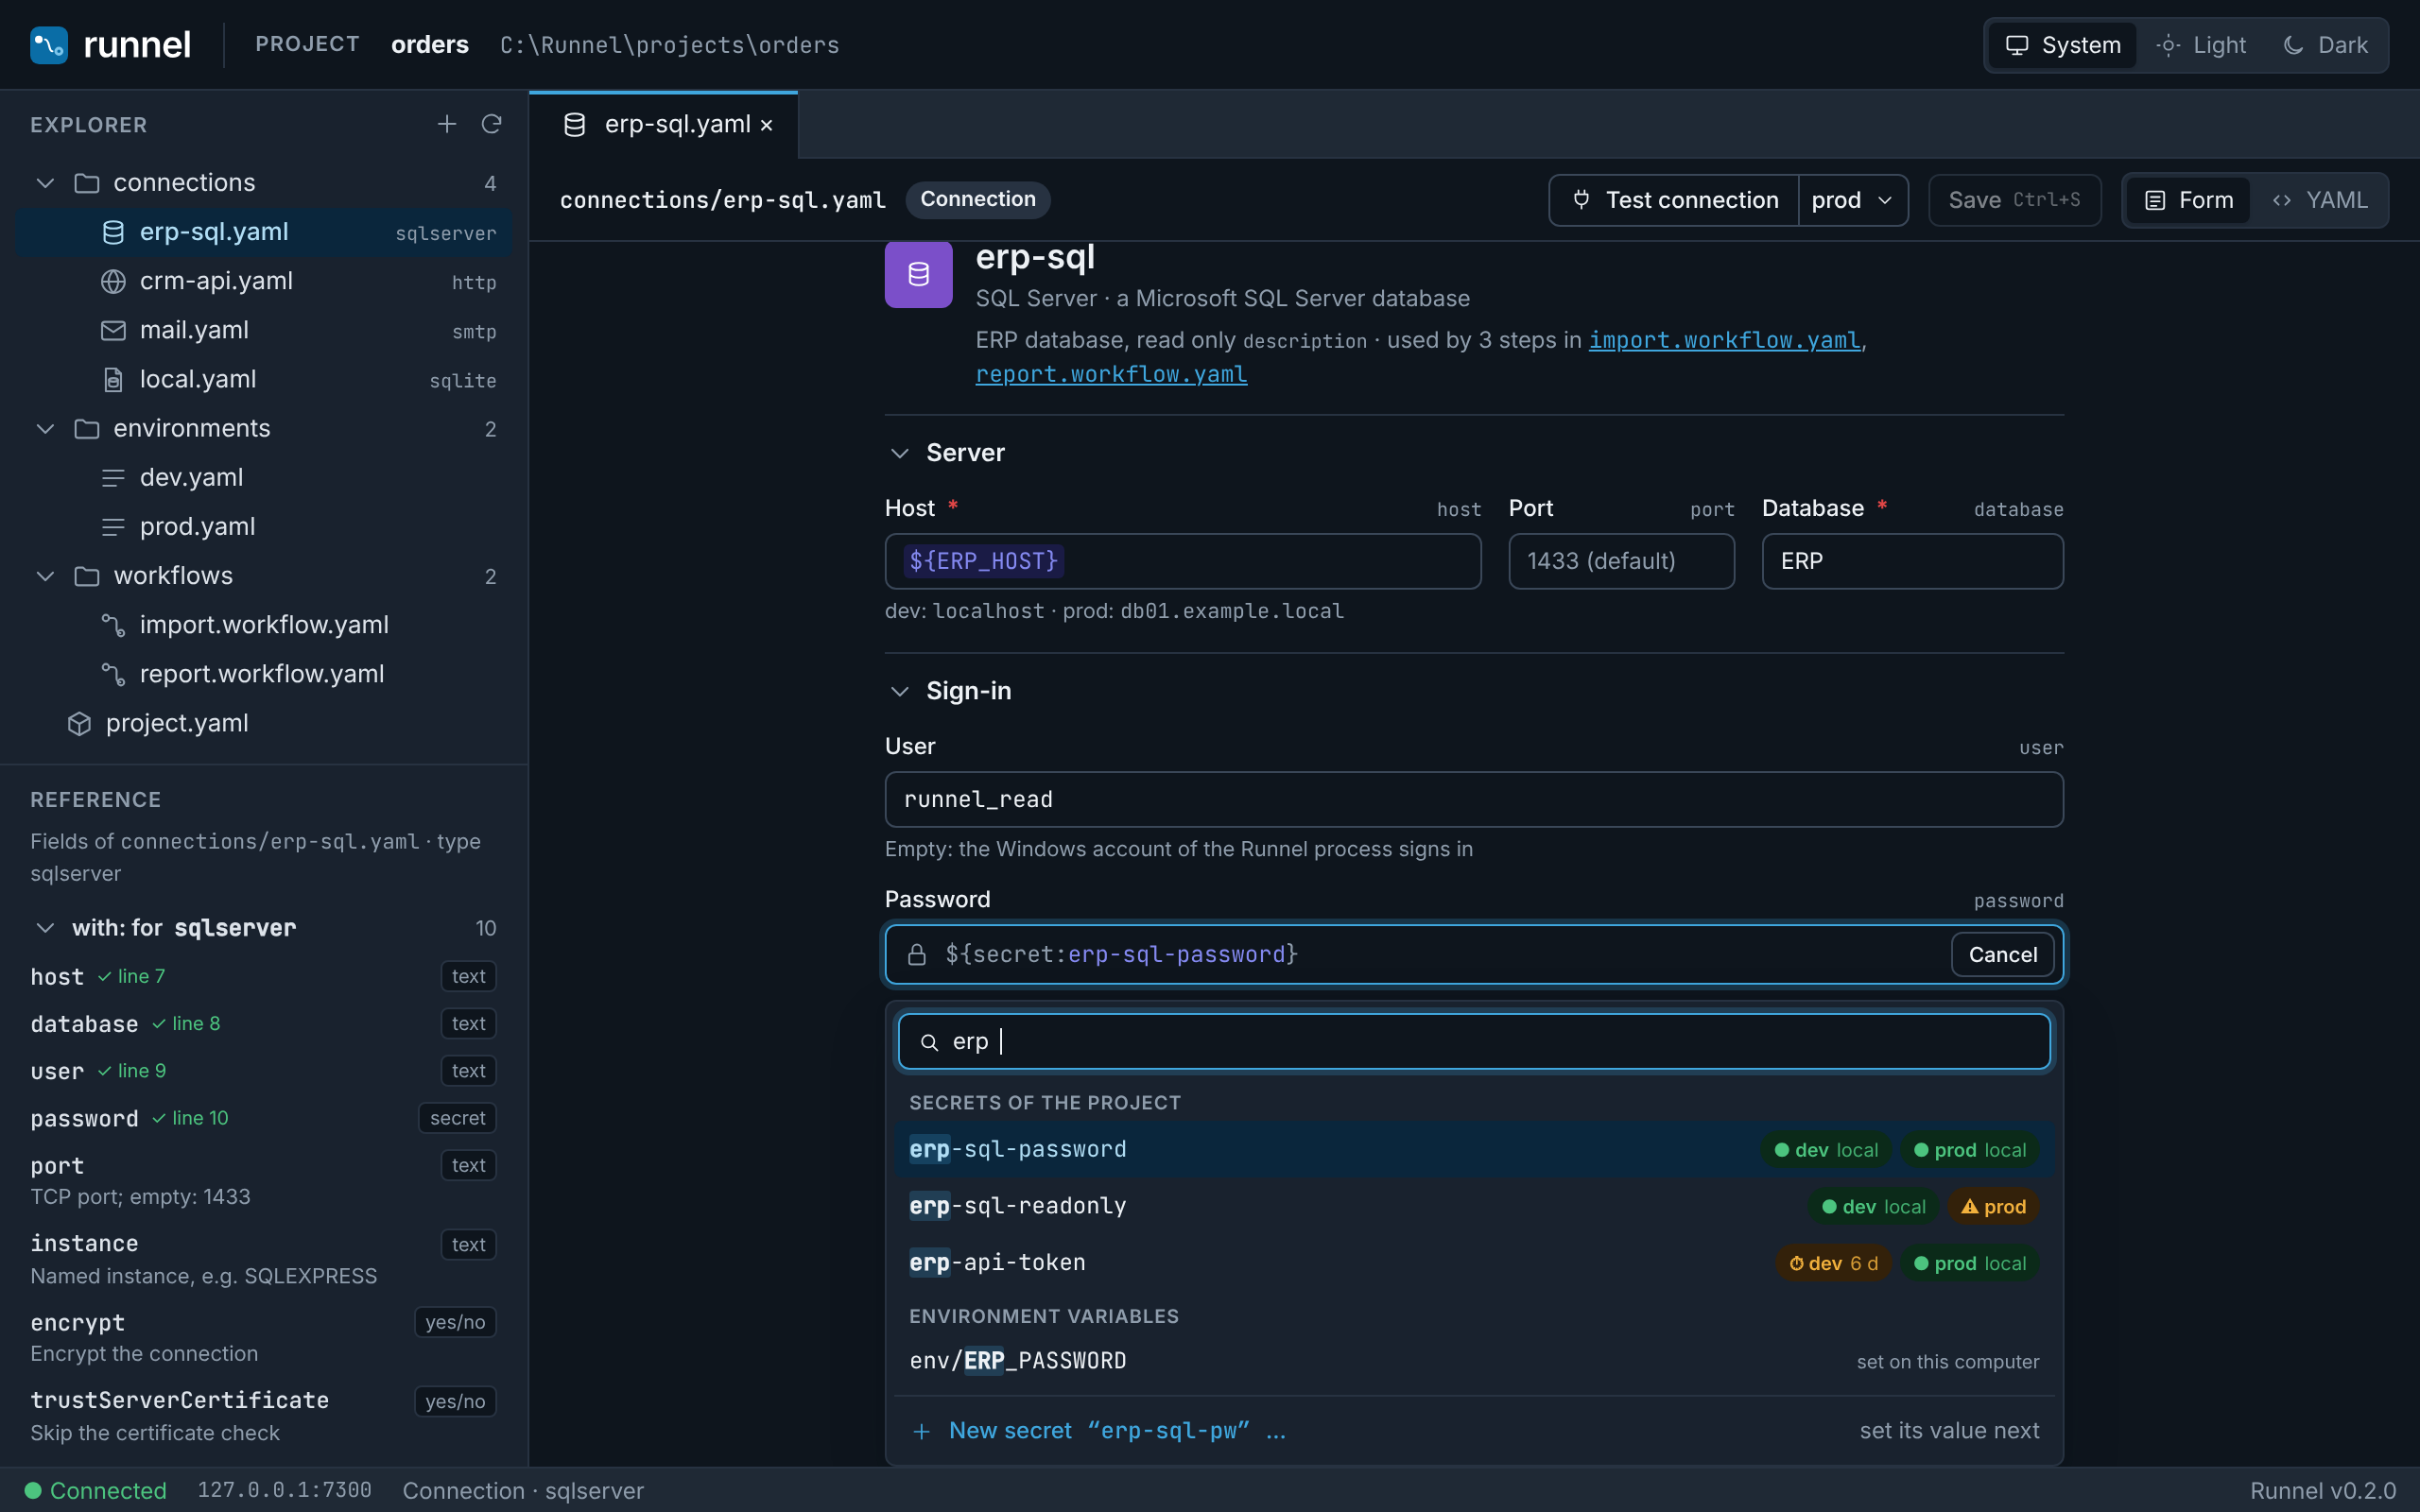 runnel
PROJECT orders C:\Runnel\projects\orders
System Light Dark
EXPLORER
connections 4
erp-sql.yaml sqlserver
crm-api.yaml http
mail.yaml smtp
local.yaml sqlite
environments 2
dev.yaml
prod.yaml
workflows 2
import.workflow.yaml
report.workflow.yaml
project.yaml
REFERENCE
Fields of connections/erp-sql.yaml · type
sqlserver
with: for sqlserver 10
host ✓ line 7 text
database ✓ line 8 text
user ✓ line 9 text
password ✓ line 10 secret
port text
TCP port; empty: 1433
instance text
Named instance, e.g. SQLEXPRESS
encrypt yes/no
Encrypt the connection
trustServerCertificate yes/no
Skip the certificate check
erp-sql.yaml ×
connections/erp-sql.yaml Connection
Test connection prod Save Ctrl+S Form YAML
erp-sql
SQL Server · a Microsoft SQL Server database
ERP database, read only description · used by 3 steps in import.workflow.yaml,
report.workflow.yaml
Server
Host * host Port port Database * database
${ERP_HOST} 1433 (default) ERP
dev: localhost · prod: db01.example.local
Sign-in
User user
runnel_read
Empty: the Windows account of the Runnel process signs in
Password password
${secret:erp-sql-password} Cancel
erp
SECRETS OF THE PROJECT
erp-sql-password dev local prod local
erp-sql-readonly dev local prod
erp-api-token dev 6 d prod local
ENVIRONMENT VARIABLES
env/ERP_PASSWORD set on this computer
+ New secret “erp-sql-pw” … set its value next
Connected 127.0.0.1:7300 Connection · sqlserver Runnel v0.2.0